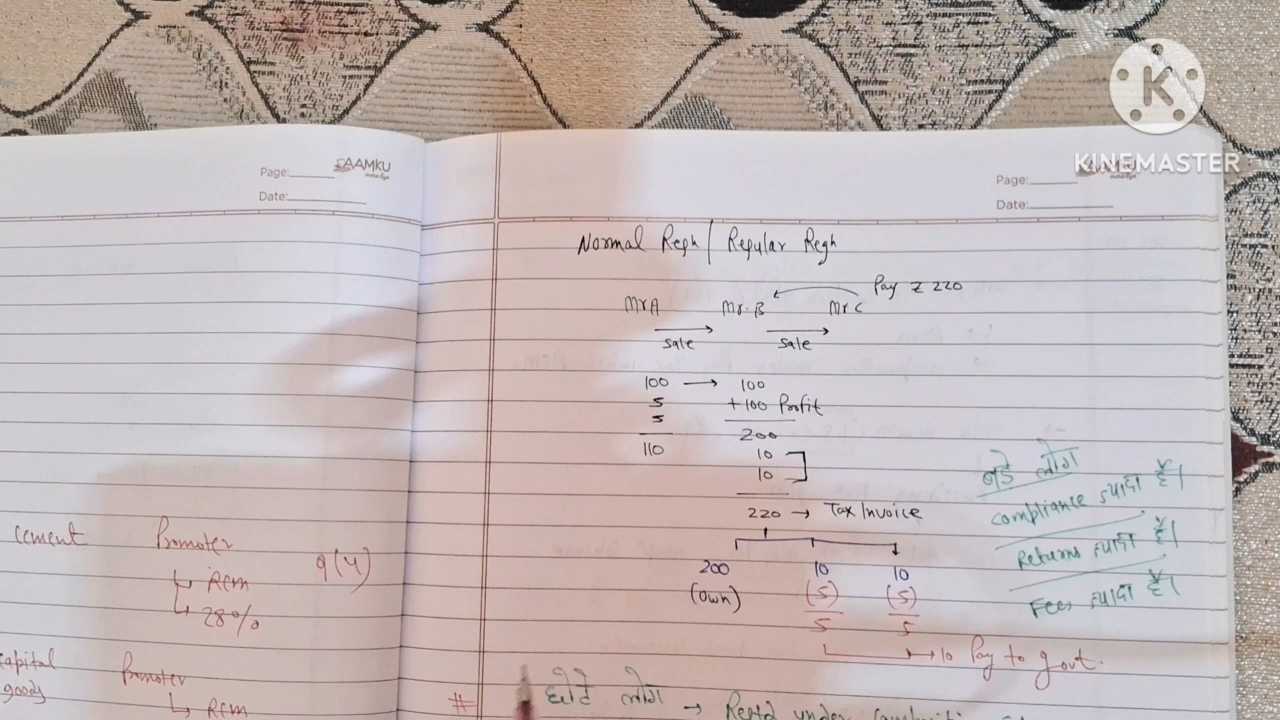 KINEMASTER
Page:
SAAMKU
Date:
Page:
Date:
Normal Regn / Regular Regn
Pay ₹ 220
Mr A Mr. B Mr C
Sale Sale
100 → 100
5 +100 Profit
5 200
110 10
10
220 → Tax Invoice
200 10 10
(own) (5) (5)
5 5
→ 10 Pay to govt.
बड़े लोग
Compliance ज्यादा है।
Returns ज्यादा है।
Fees ज्यादा है।
cement Promoter 9(4)
↳ RCM
↳ 28%
capital Promoter
goods ↳ RCM
# छोटे लोग → Regtd under